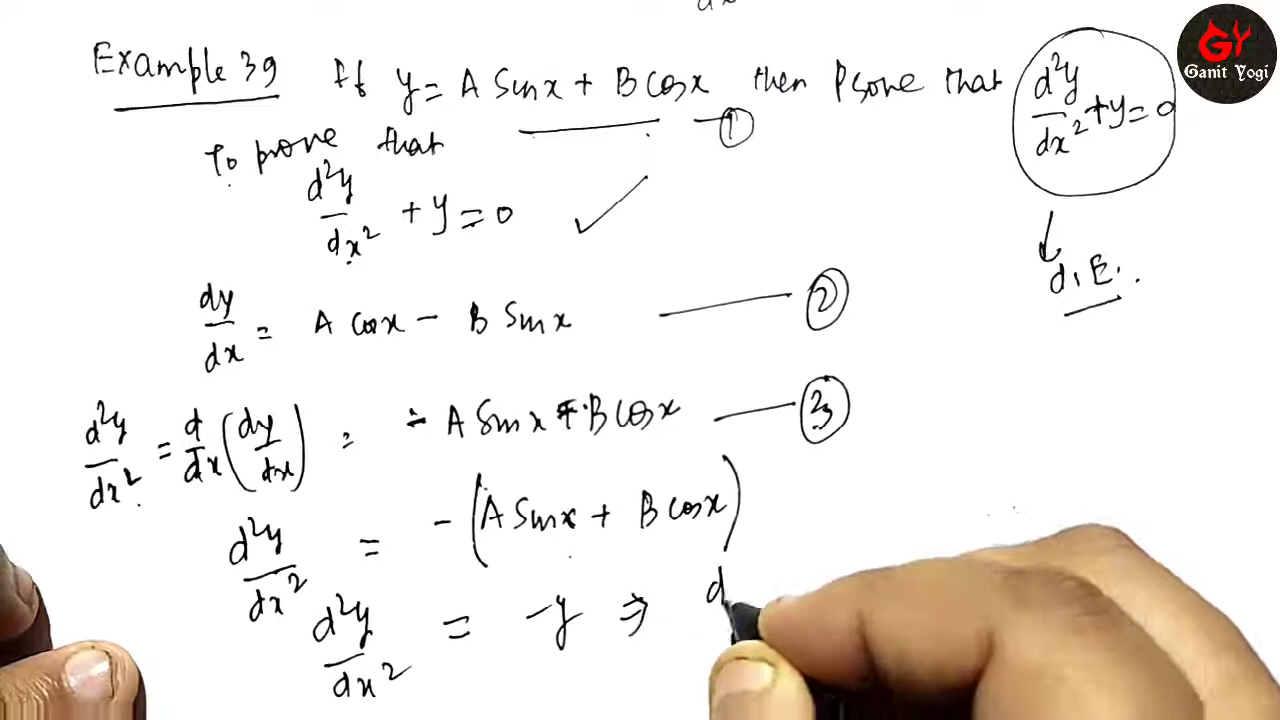 dx
GY
Ganit Yogi
Example 39 If y = A Sinx + B Cosx then Prove that d²y/dx² + y = 0
①
To prove that
d²y/dx² + y = 0 ✓
d.E.
dy/dx = A cosx - B Sinx ②
d²y/dx² = d/dx (dy/dx) = - A Sinx - B Cosx ③
d²y/dx² = - (A Sinx + B Cosx)
d²y/dx² = -y ⇒ d